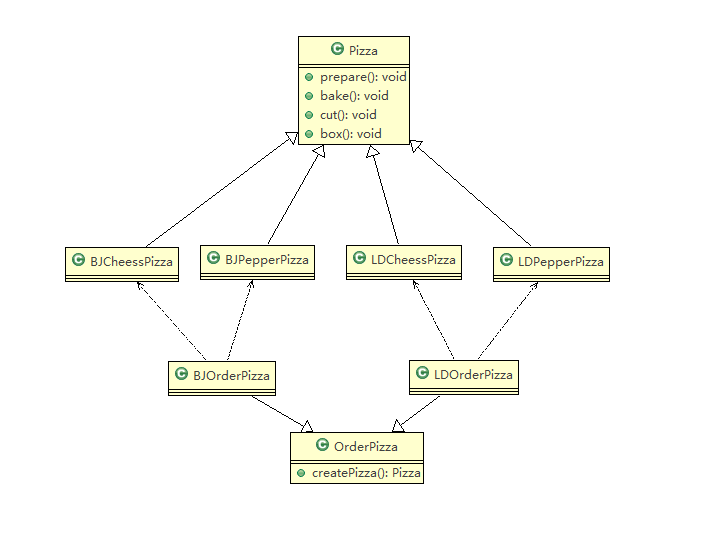 Pizza
prepare(): void
bake(): void
cut(): void
box(): void
BJCheessPizza
BJPepperPizza
LDCheessPizza
LDPepperPizza
BJOrderPizza
LDOrderPizza
OrderPizza
createPizza(): Pizza